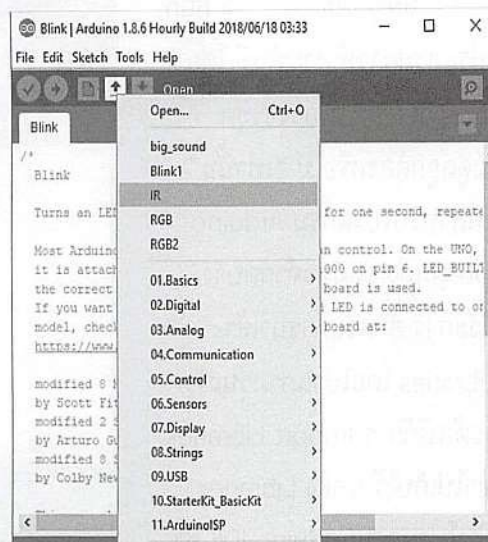 Blink | Arduino 1.8.6 Hourly Build 2018/06/18 03:33
File Edit Sketch Tools Help
Open
Blink
Open... Ctrl+O
big_sound
Blink1
IR
RGB
RGB2
01.Basics
02.Digital
03.Analog
04.Communication
05.Control
06.Sensors
07.Display
08.Strings
09.USB
10.StarterKit_BasicKit
11.ArduinoISP
/*
Blink
Turns an LED for one second, repeate
Most Arduino n control. On the UNO,
it is attach 1000 on pin 6. LED_BUILT
the correct board is used.
If you want LED is connected to on
model, chec board at:
https://www.
modified 8 M
by Scott Fit
modified 2 S
by Arturo Gu
modified 8 S
by Colby New